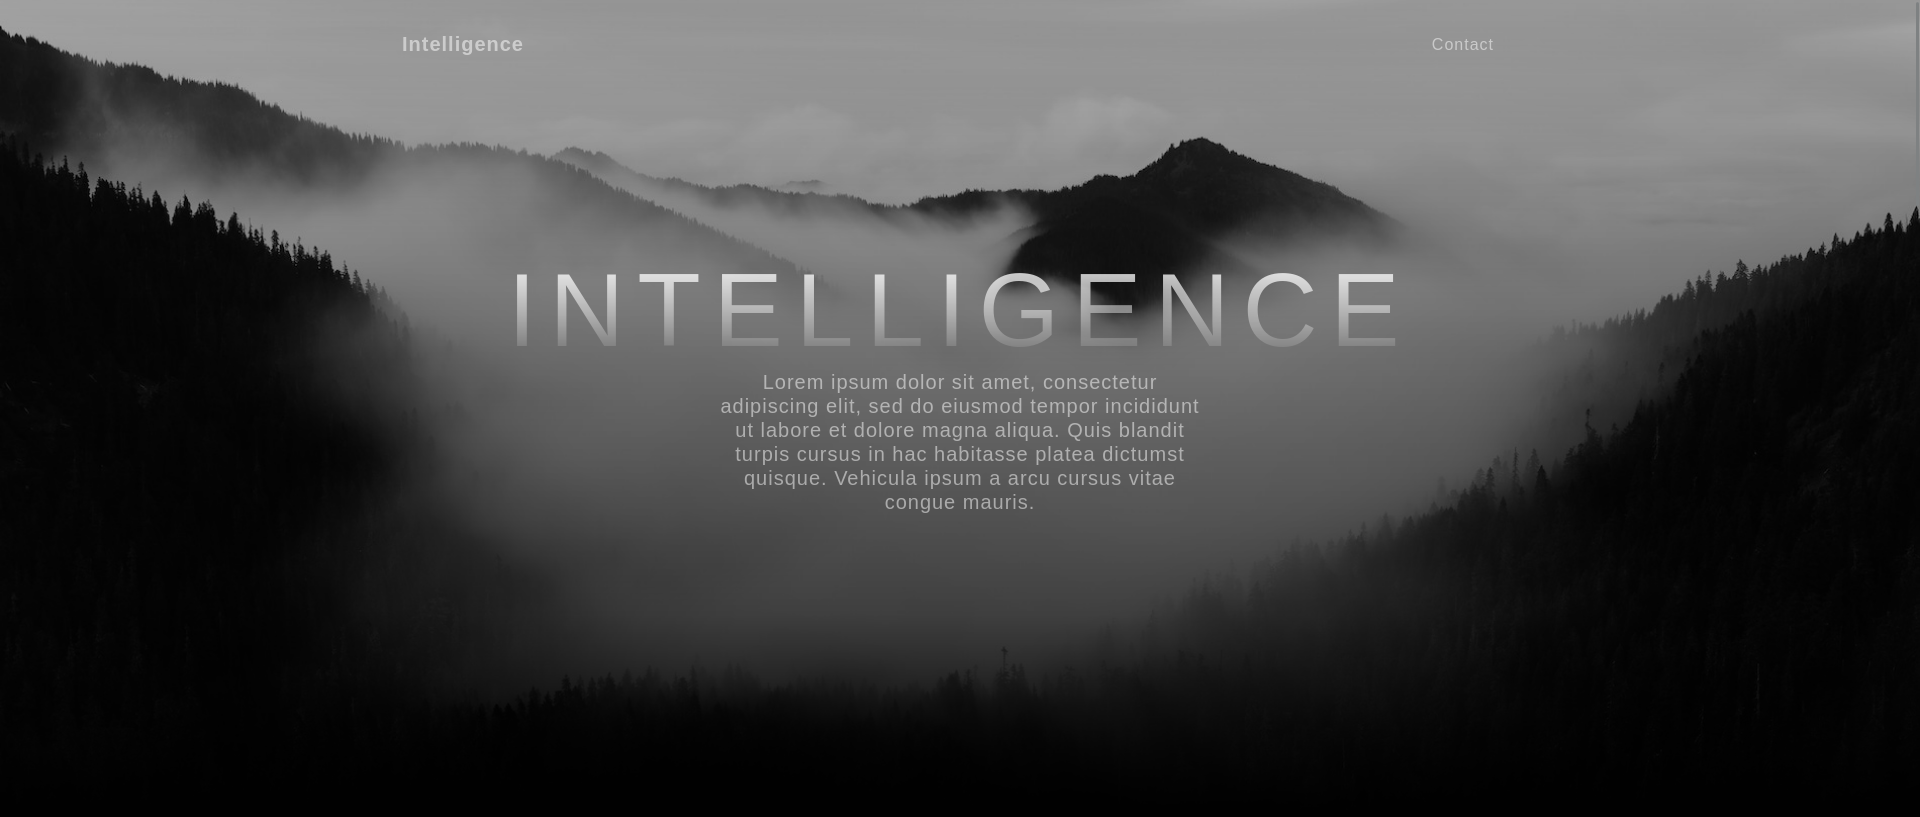 Intelligence
Contact
INTELLIGENCE
Lorem ipsum dolor sit amet, consectetur
adipiscing elit, sed do eiusmod tempor incididunt
ut labore et dolore magna aliqua. Quis blandit
turpis cursus in hac habitasse platea dictumst
quisque. Vehicula ipsum a arcu cursus vitae
congue mauris.